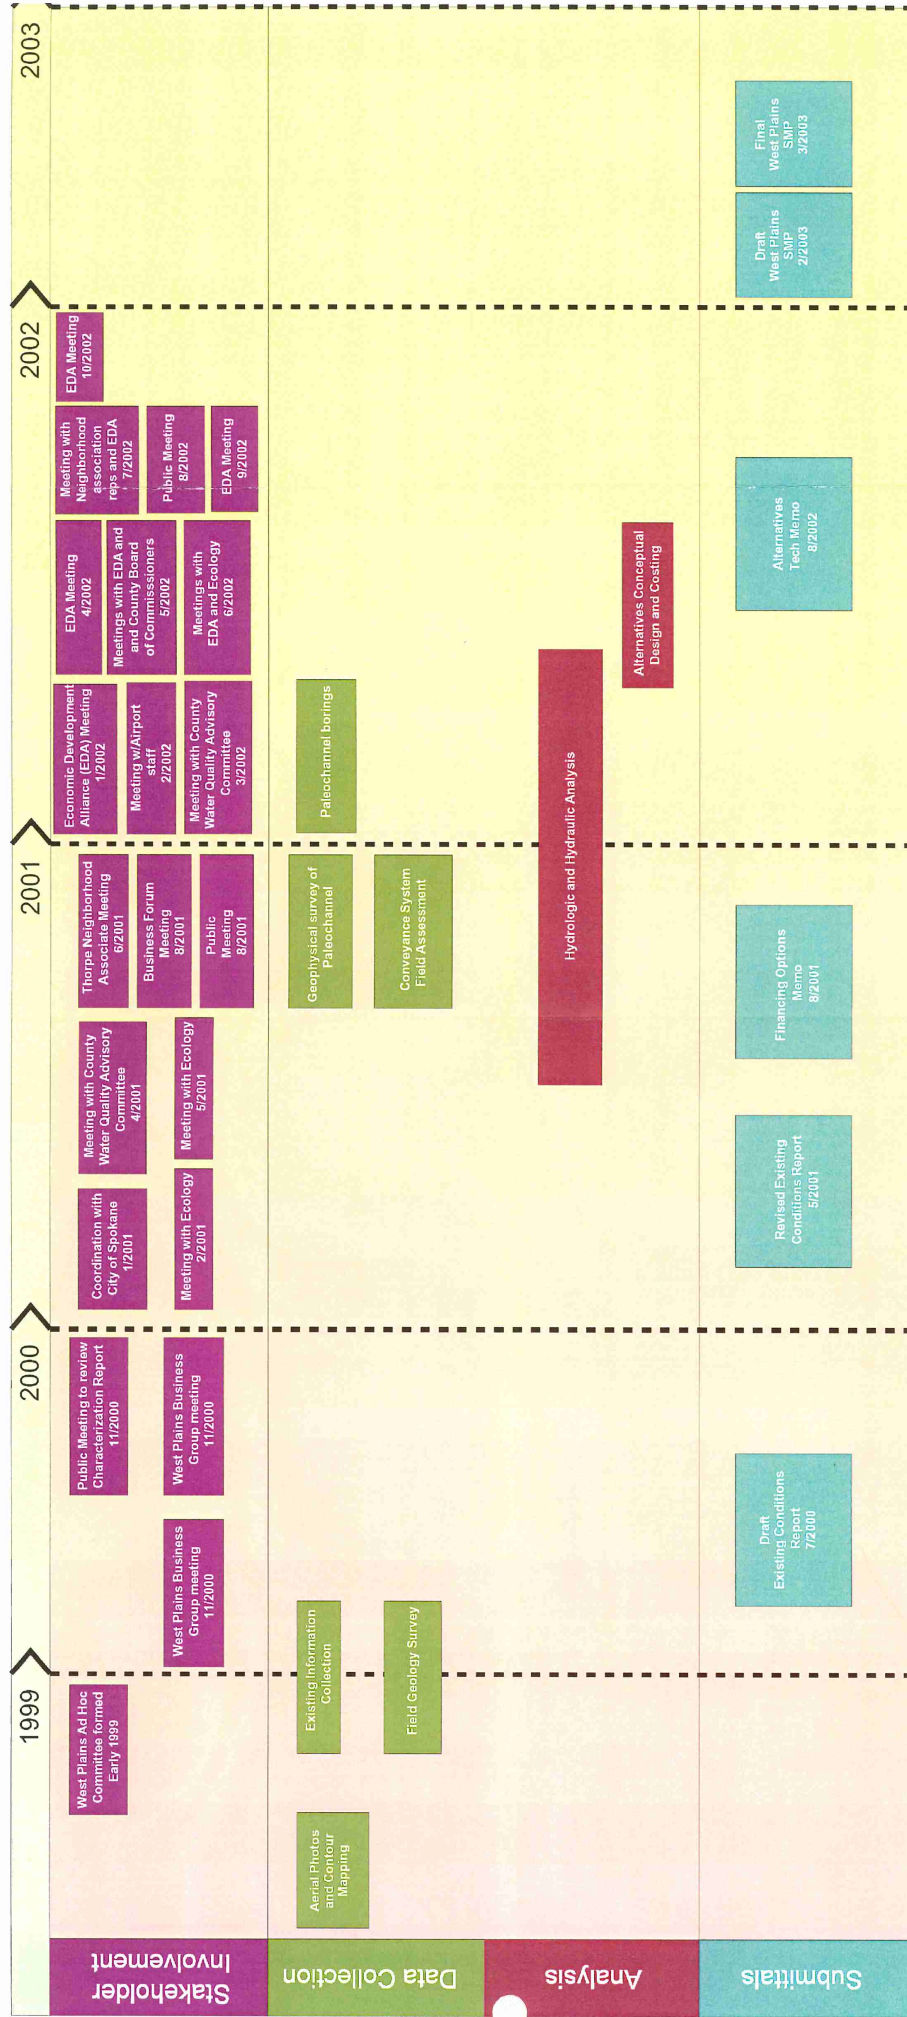 1999
2000
2001
2002
2003
Stakeholder
Involvement
West Plains Ad Hoc
Committee formed
Early 1999
West Plains Business
Group meeting
11/2000
Public Meeting to review
Characterization Report
11/2000
West Plains Business
Group meeting
11/2000
Coordination with
City of Spokane
1/2001
Meeting with Ecology
2/2001
Meeting with County
Water Quality Advisory
Committee
4/2001
Meeting with Ecology
5/2001
Thorpe Neighborhood
Associate Meeting
6/2001
Business Forum
Meeting
8/2001
Public
Meeting
8/2001
Economic Development
Alliance (EDA) Meeting
1/2002
Meeting w/Airport
staff
2/2002
Meeting with County
Water Quality Advisory
Committee
3/2002
EDA Meeting
4/2002
Meetings with EDA and
and County Board
of Commisssioners
5/2002
Meetings with
EDA and Ecology
6/2002
Meeting with
Neighborhood
association
reps and EDA
7/2002
Public Meeting
8/2002
EDA Meeting
9/2002
EDA Meeting
10/2002
Data Collection
Aerial Photos
and Contour
Mapping
Existing Information
Collection
Field Geology Survey
Geophysical survey of
Paleochannel
Conveyance System
Field Assessment
Paleochannel borings
Analysis
Hydrologic and Hydraulic Analysis
Alternatives Conceptual
Design and Costing
Submittals
Draft
Existing Conditions
Report
7/2000
Revised Existing
Conditions Report
5/2001
Financing Options
Memo
8/2001
Alternatives
Tech Memo
8/2002
Draft
West Plains
SMP
2/2003
Final
West Plains
SMP
3/2003